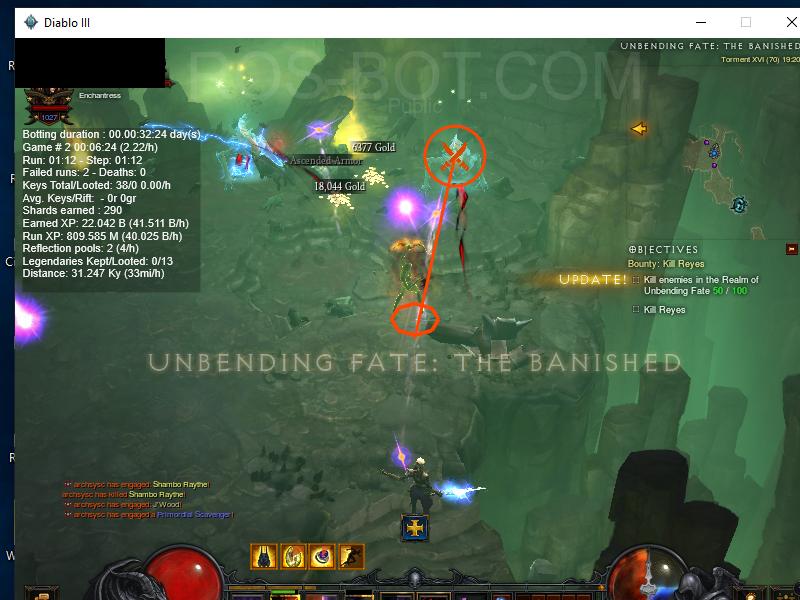 Diablo III
ROS-BOT.COM
Public
UNBENDING FATE: THE BANISHED
Torment XVI (70) 19:20
Enchantress
1027
Botting duration : 00.00:32:24 day(s)
Game # 2 00:06:24 (2.22/h)
Run: 01:12 - Step: 01:12
Failed runs: 2 - Deaths: 0
Keys Total/Looted: 38/0 0.00/h
Avg. Keys/Rift: - 0r 0gr
Shards earned : 290
Earned XP: 22.042 B (41.511 B/h)
Run XP: 809.585 M (40.025 B/h)
Reflection pools: 2 (4/h)
Legendaries Kept/Looted: 0/13
Distance: 31.247 Ky (33mi/h)
6377 Gold
Ascended Armor
18,044 Gold
OBJECTIVES
Bounty: Kill Reyes
UPDATE!
Kill enemies in the Realm of
Unbending Fate 50 / 100
Kill Reyes
UNBENDING FATE: THE BANISHED
archsysc has engaged Shambo Raythe!
archsysc has killed Shambo Raythe!
archsysc has engaged J'Wood!
archsysc has engaged a Primordial Scavenger!